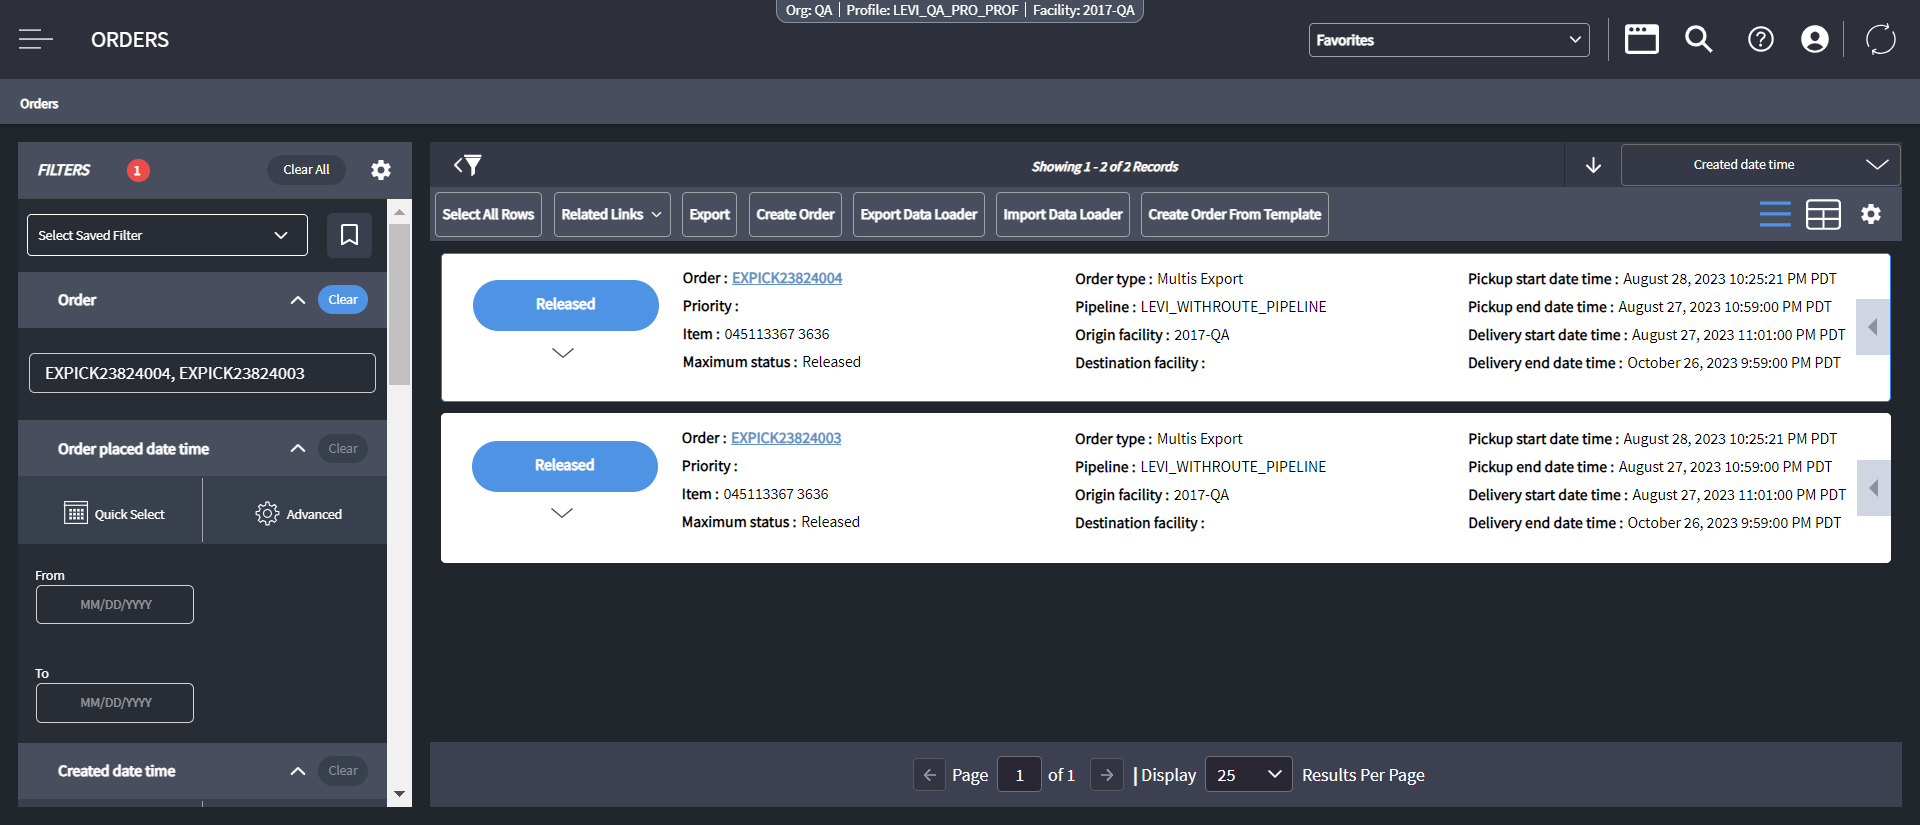 Org: QA | Profile: LEVI_QA_PRO_PROF | Facility: 2017-QA
ORDERS
Favorites
Orders
FILTERS 1 Clear All
Select Saved Filter
Order Clear
EXPICK23824004, EXPICK23824003
Order placed date time Clear
Quick Select Advanced
From
MM/DD/YYYY
To
MM/DD/YYYY
Created date time Clear
Showing 1 - 2 of 2 Records
Created date time
Select All Rows Related Links Export Create Order Export Data Loader Import Data Loader Create Order From Template
Released
Order : EXPICK23824004
Priority :
Item : 045113367 3636
Maximum status : Released
Order type : Multis Export
Pipeline : LEVI_WITHROUTE_PIPELINE
Origin facility : 2017-QA
Destination facility :
Pickup start date time : August 28, 2023 10:25:21 PM PDT
Pickup end date time : August 27, 2023 10:59:00 PM PDT
Delivery start date time : August 27, 2023 11:01:00 PM PDT
Delivery end date time : October 26, 2023 9:59:00 PM PDT
Released
Order : EXPICK23824003
Priority :
Item : 045113367 3636
Maximum status : Released
Order type : Multis Export
Pipeline : LEVI_WITHROUTE_PIPELINE
Origin facility : 2017-QA
Destination facility :
Pickup start date time : August 28, 2023 10:25:21 PM PDT
Pickup end date time : August 27, 2023 10:59:00 PM PDT
Delivery start date time : August 27, 2023 11:01:00 PM PDT
Delivery end date time : October 26, 2023 9:59:00 PM PDT
Page 1 of 1 | Display 25 Results Per Page